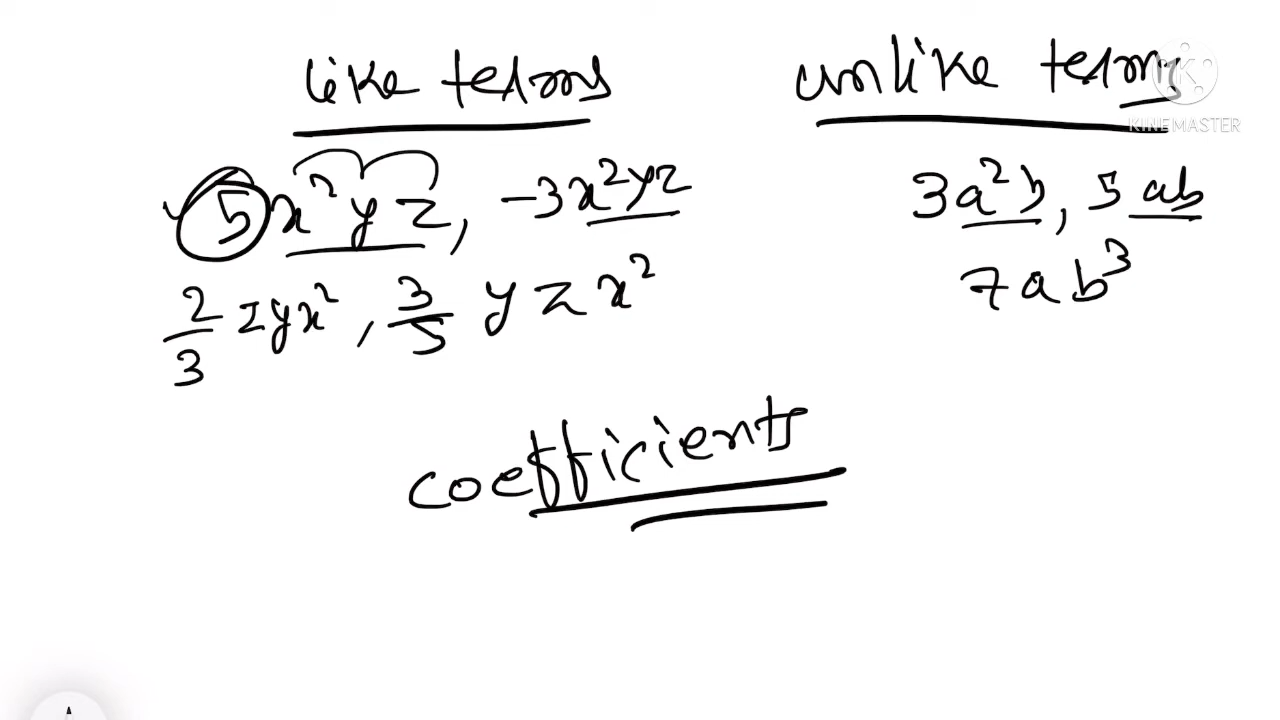 like terms unlike terms
KINEMASTER
5x²yz, -3x²yz 3a²b, 5ab
2/3 zyx², 3/5 yzx² 7ab³
coefficients